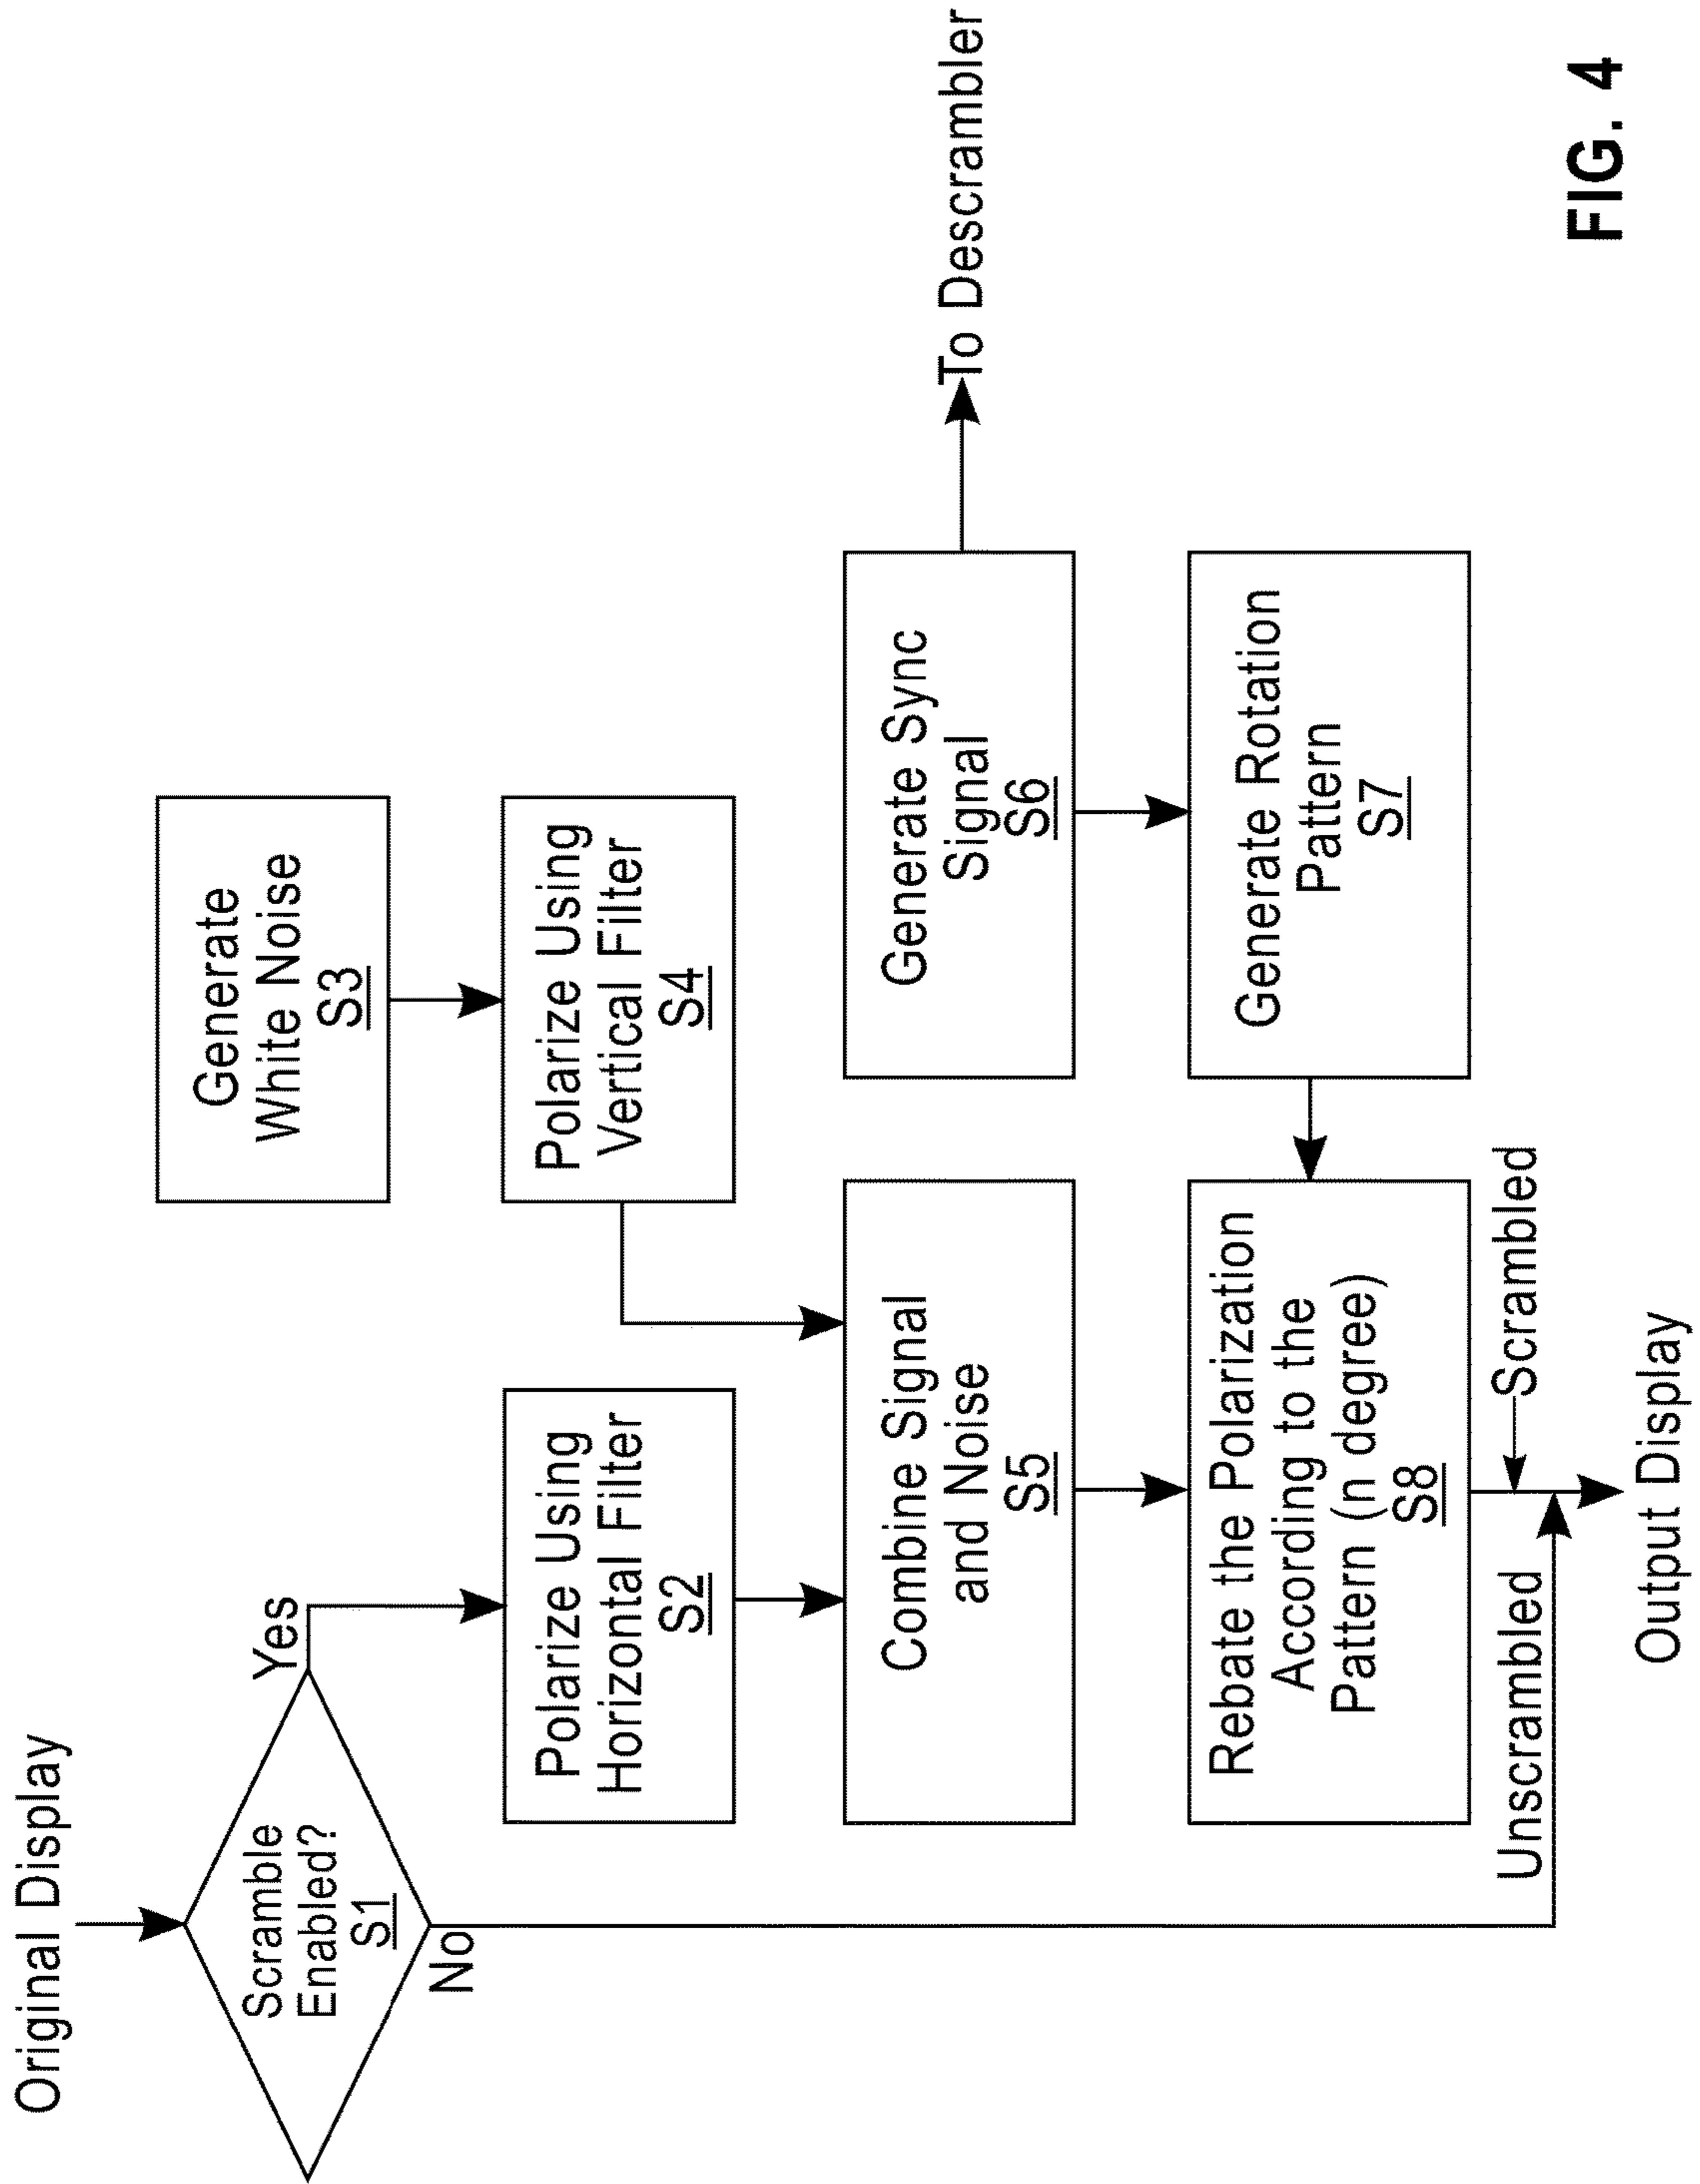 Original Display
Scramble
Enabled?
S1
Yes
No
Generate
White Noise
S3
Polarize Using
Horizontal Filter
S2
Polarize Using
Vertical Filter
S4
Combine Signal
and Noise
S5
Generate Sync
Signal
S6
To Descrambler
Rebate the Polarization
According to the
Pattern (n degree)
S8
Generate Rotation
Pattern
S7
Unscrambled
Scrambled
Output Display
FIG. 4